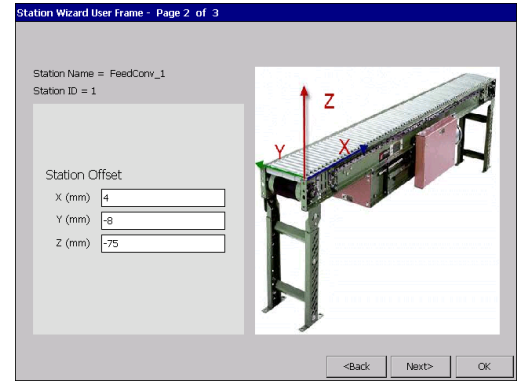 Station Wizard User Frame - Page 2 of 3
Station Name = FeedConv_1
Station ID = 1
Station Offset
X (mm) 4
Y (mm) -8
Z (mm) -75
Z
Y
X
<Back Next> OK